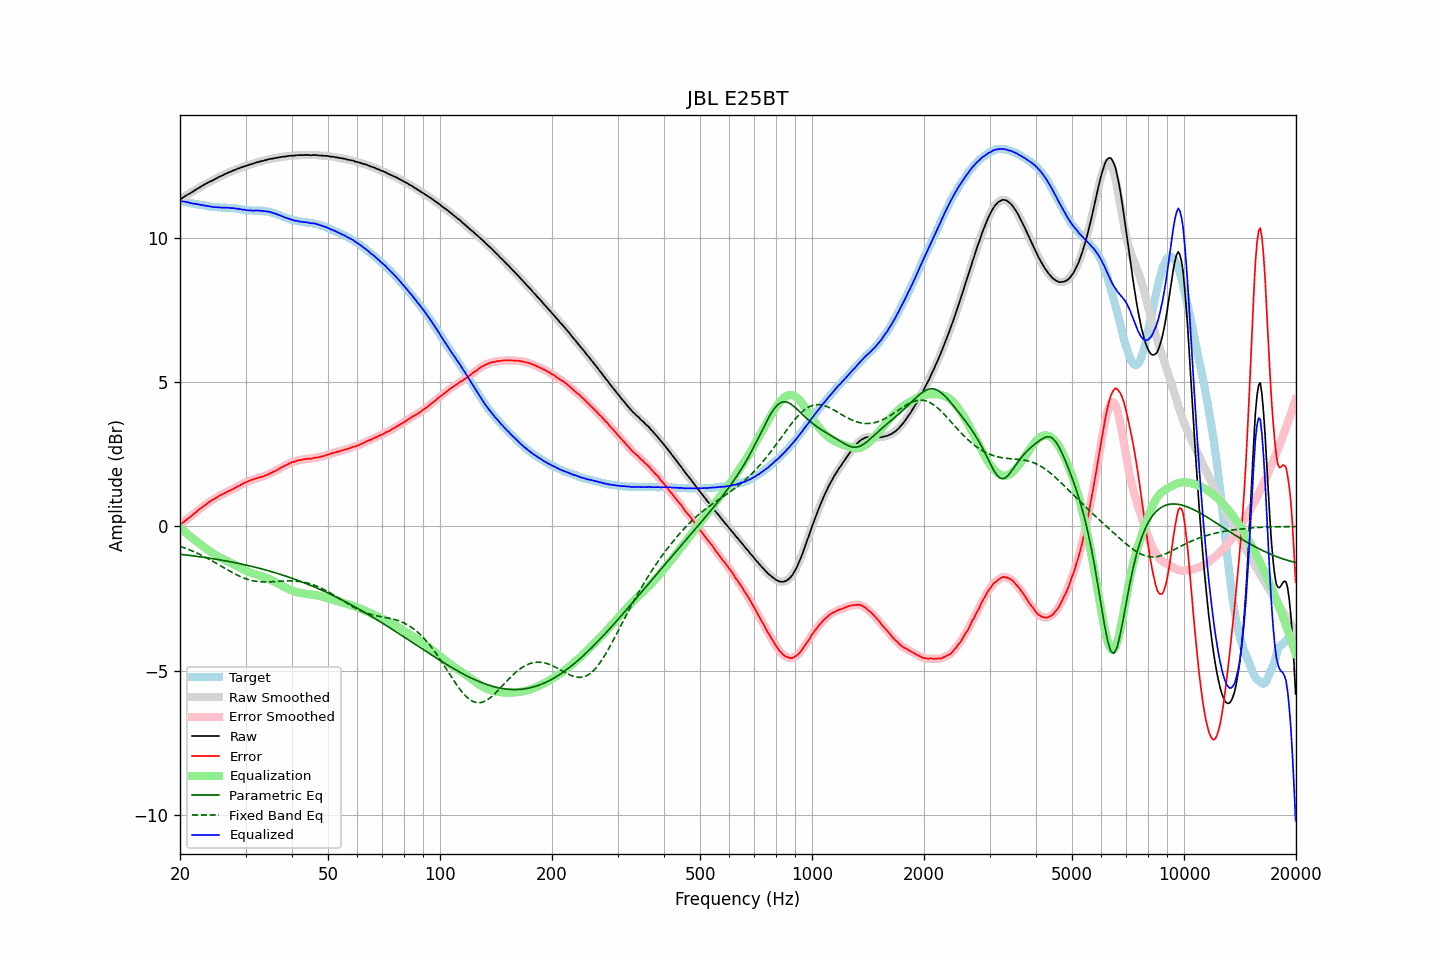 JBL E25BT
Amplitude (dBr)
10
5
0
−5
−10
Target
Raw Smoothed
Error Smoothed
Raw
Error
Equalization
Parametric Eq
Fixed Band Eq
Equalized
20 50 100 200 500 1000 2000 5000 10000 20000
Frequency (Hz)